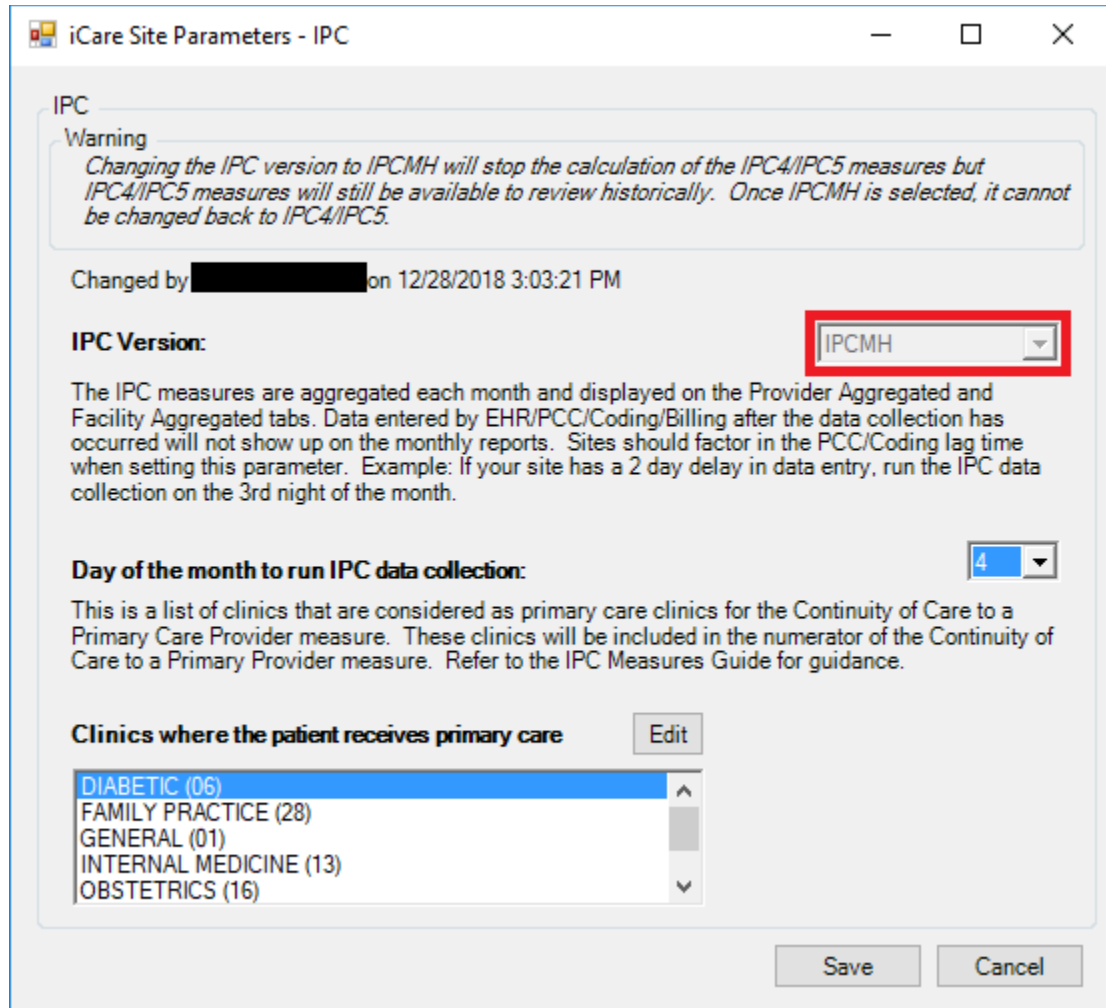 iCare Site Parameters - IPC
IPC
Warning
Changing the IPC version to IPCMH will stop the calculation of the IPC4/IPC5 measures but
IPC4/IPC5 measures will still be available to review historically.  Once IPCMH is selected, it cannot
be changed back to IPC4/IPC5.
Changed by on 12/28/2018 3:03:21 PM
IPC Version:
IPCMH
The IPC measures are aggregated each month and displayed on the Provider Aggregated and
Facility Aggregated tabs. Data entered by EHR/PCC/Coding/Billing after the data collection has
occurred will not show up on the monthly reports.  Sites should factor in the PCC/Coding lag time
when setting this parameter.  Example: If your site has a 2 day delay in data entry, run the IPC data
collection on the 3rd night of the month.
Day of the month to run IPC data collection:
4
This is a list of clinics that are considered as primary care clinics for the Continuity of Care to a
Primary Care Provider measure.  These clinics will be included in the numerator of the Continuity of
Care to a Primary Provider measure.  Refer to the IPC Measures Guide for guidance.
Clinics where the patient receives primary care
Edit
DIABETIC (06)
FAMILY PRACTICE (28)
GENERAL (01)
INTERNAL MEDICINE (13)
OBSTETRICS (16)
Save
Cancel